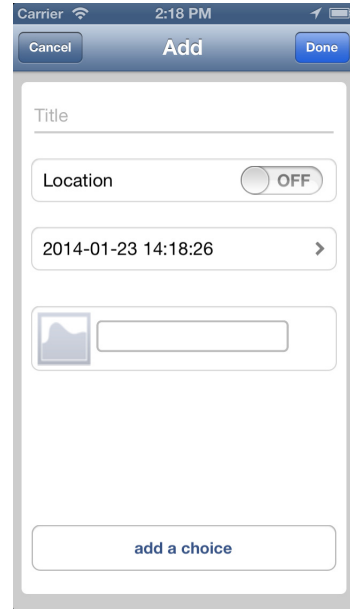 Carrier 2:18 PM
Cancel Add Done
Title
Location OFF
2014-01-23 14:18:26
add a choice